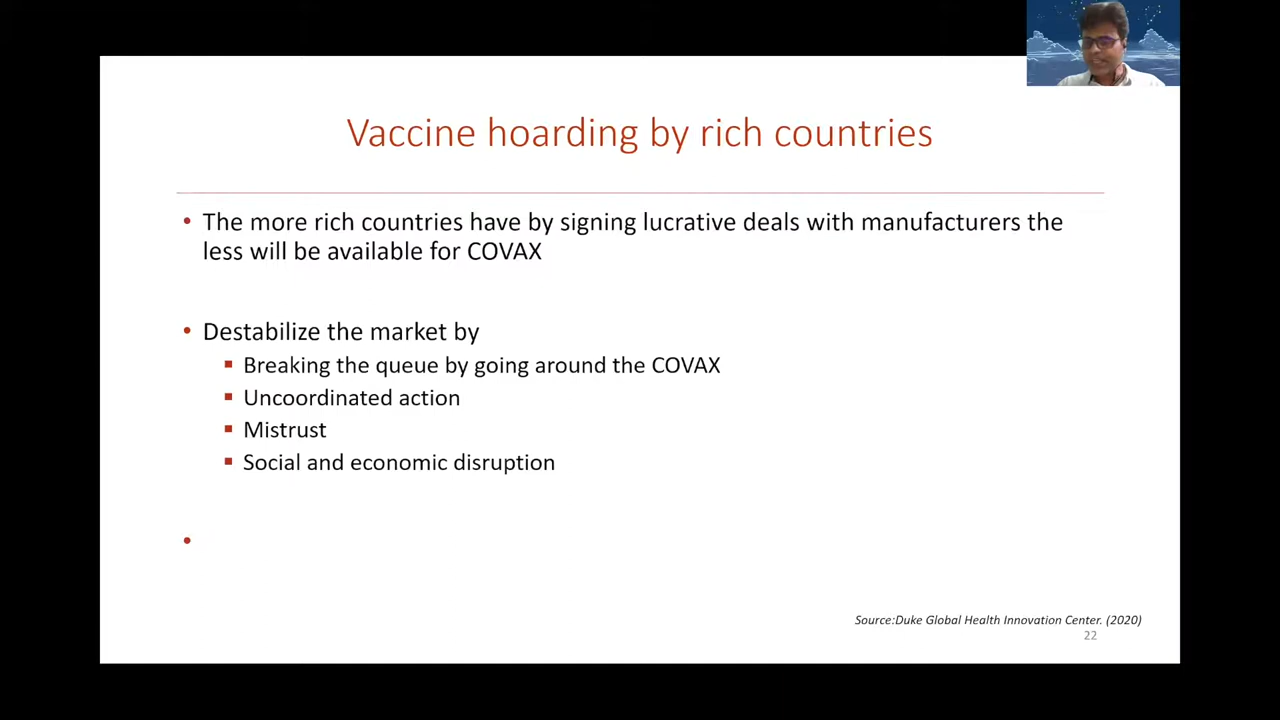 Vaccine hoarding by rich countries
• The more rich countries have by signing lucrative deals with manufacturers the
less will be available for COVAX
• Destabilize the market by
▪ Breaking the queue by going around the COVAX
▪ Uncoordinated action
▪ Mistrust
▪ Social and economic disruption
•
Source:Duke Global Health Innovation Center. (2020)
22